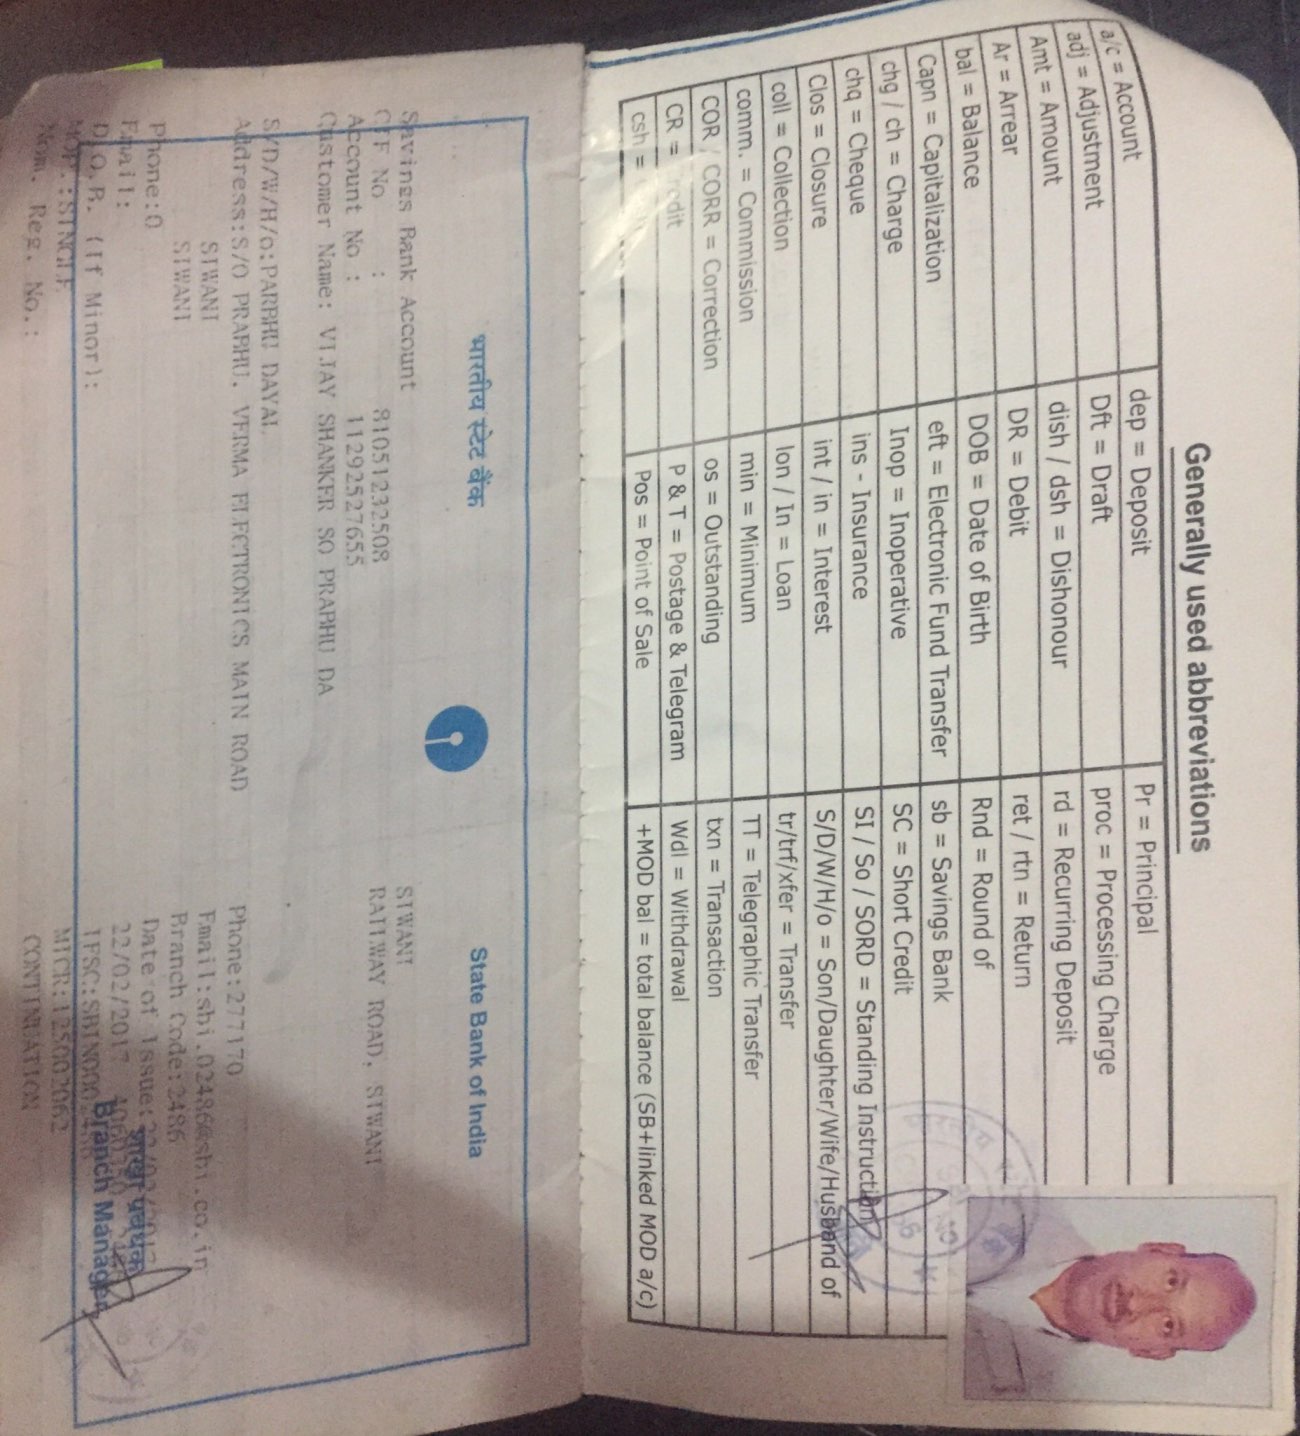 Generally used abbreviations
a/c = Account dep = Deposit Pr = Principal
adj = Adjustment Dft = Draft proc = Processing Charge
Amt = Amount dish / dsh = Dishonour rd = Recurring Deposit
Ar = Arrear DR = Debit ret / rtn = Return
bal = Balance DOB = Date of Birth Rnd = Round of
Capn = Capitalization eft = Electronic Fund Transfer sb = Savings Bank
chg / ch = Charge Inop = Inoperative SC = Short Credit
chq = Cheque ins - Insurance SI / So / SORD = Standing Instruction
Clos = Closure int / in = Interest S/D/W/H/o = Son/Daughter/Wife/Husband of
coll = Collection lon / In = Loan tr/trf/xfer = Transfer
comm. = Commission min = Minimum TT = Telegraphic Transfer
COR / CORR = Correction os = Outstanding txn = Transaction
CR = P & T = Postage & Telegram Wdl = Withdrawal
csh = Pos = Point of Sale +MOD bal = total balance (SB+linked MOD a/c)
भारतीय स्टेट बैंक State Bank of India
Savings Bank Account SIWANI
CIF No : 81051232508 RAILWAY ROAD, SIWANI
Account No : 11292527655
Customer Name: VIJAY SHANKER SO PRABHU DA
S/D/W/H/o: PARBHU DAYAL
Address:S/O PRABHU, VERMA ELECTRONICS MAIN ROAD Phone:277170
SIWANI Email:sbi.02486@sbi.co.in
SIWANI Branch Code:2486
Phone:0 Date of Issue:
Email: 22/02/2017 शाखा प्रबंधक
D.O.B. (If Minor): Branch Manager
MOP.:SINGLE MICR:125002062
Nom. Reg. No.: CONTINUATION